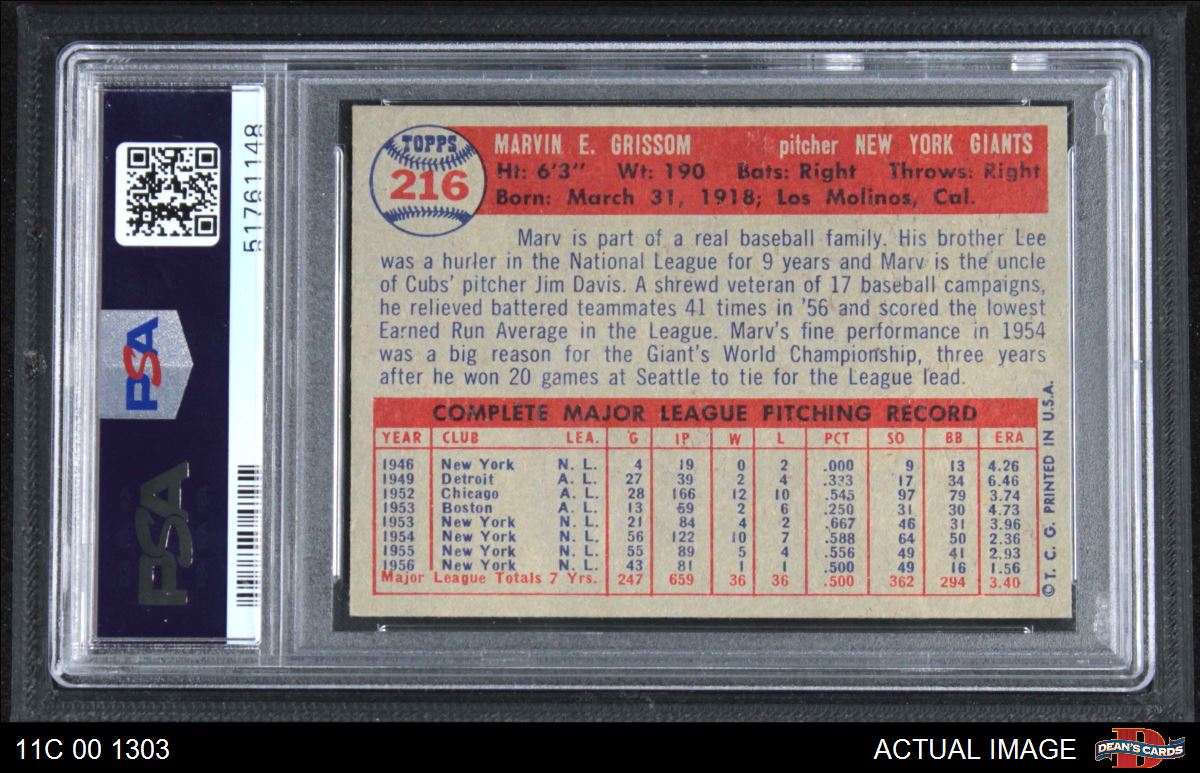 51761148
PSA
PSA
TOPPS
216
MARVIN E. GRISSOM pitcher NEW YORK GIANTS
Ht: 6'3" Wt: 190 Bats: Right Throws: Right
Born: March 31, 1918; Los Molinos, Cal.
Marv is part of a real baseball family. His brother Lee
was a hurler in the National League for 9 years and Marv is the uncle
of Cubs' pitcher Jim Davis. A shrewd veteran of 17 baseball campaigns,
he relieved battered teammates 41 times in '56 and scored the lowest
Earned Run Average in the League. Marv's fine performance in 1954
was a big reason for the Giant's World Championship, three years
after he won 20 games at Seattle to tie for the League lead.
COMPLETE MAJOR LEAGUE PITCHING RECORD
YEAR CLUB LEA. G IP W L PCT SO BB ERA
1946 New York N. L. 4 19 0 2 .000 9 13 4.26
1949 Detroit A. L. 27 39 2 4 .333 17 34 6.46
1952 Chicago A. L. 28 166 12 10 .545 97 79 3.74
1953 Boston A. L. 13 59 2 6 .250 31 30 4.73
1953 New York N. L. 21 84 4 2 .667 46 31 3.96
1954 New York N. L. 56 122 10 7 .588 64 50 2.36
1955 New York N. L. 55 89 5 4 .556 49 41 2.93
1956 New York N. L. 43 81 1 1 .500 49 16 1.56
Major League Totals 7 Yrs. 247 659 36 36 .500 362 294 3.40
© T. C. G. PRINTED IN U.S.A.
11C 00 1303
ACTUAL IMAGE
DEAN'S CARDS